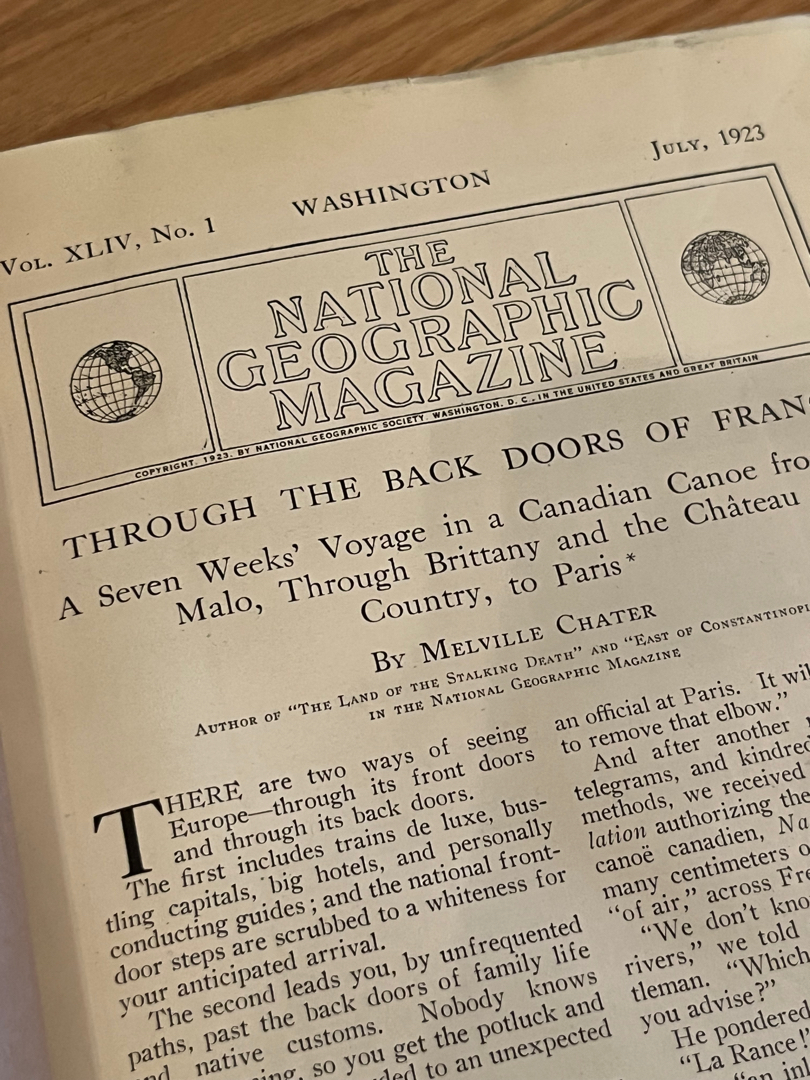 Vol. XLIV, No. 1
WASHINGTON
July, 1923
THE
NATIONAL
GEOGRAPHIC
MAGAZINE
COPYRIGHT, 1923, BY NATIONAL GEOGRAPHIC SOCIETY, WASHINGTON, D. C., IN THE UNITED STATES AND GREAT BRITAIN
THROUGH THE BACK DOORS OF
A Seven Weeks’ Voyage in a Canadian Canoe
Malo, Through Brittany and the Château
Country, to Paris*
By Melville Chater
Author of “The Land of the Stalking Death” and “East of
in the National Geographic Magazine
THERE are two ways of seeing
Europe—through its front doors
and through its back doors.
The first includes trains de luxe, bus-
tling capitals, big hotels, and personally
conducting guides; and the national front-
door steps are scrubbed to a whiteness for
your anticipated arrival.
The second leads you, by unfrequented
paths, past the back doors of family life
native customs. Nobody knows
so you get the potluck and
to an unexpected
an official at Paris. It
to remove that elbow.”
And after another
telegrams, and kindred
methods, we received
lation authorizing the
canoë canadien,
many centimeters
“of air,” across
“We don’t
rivers,” we told
tleman. “Which
you advise?”
He pondered
“La Rance!
“an